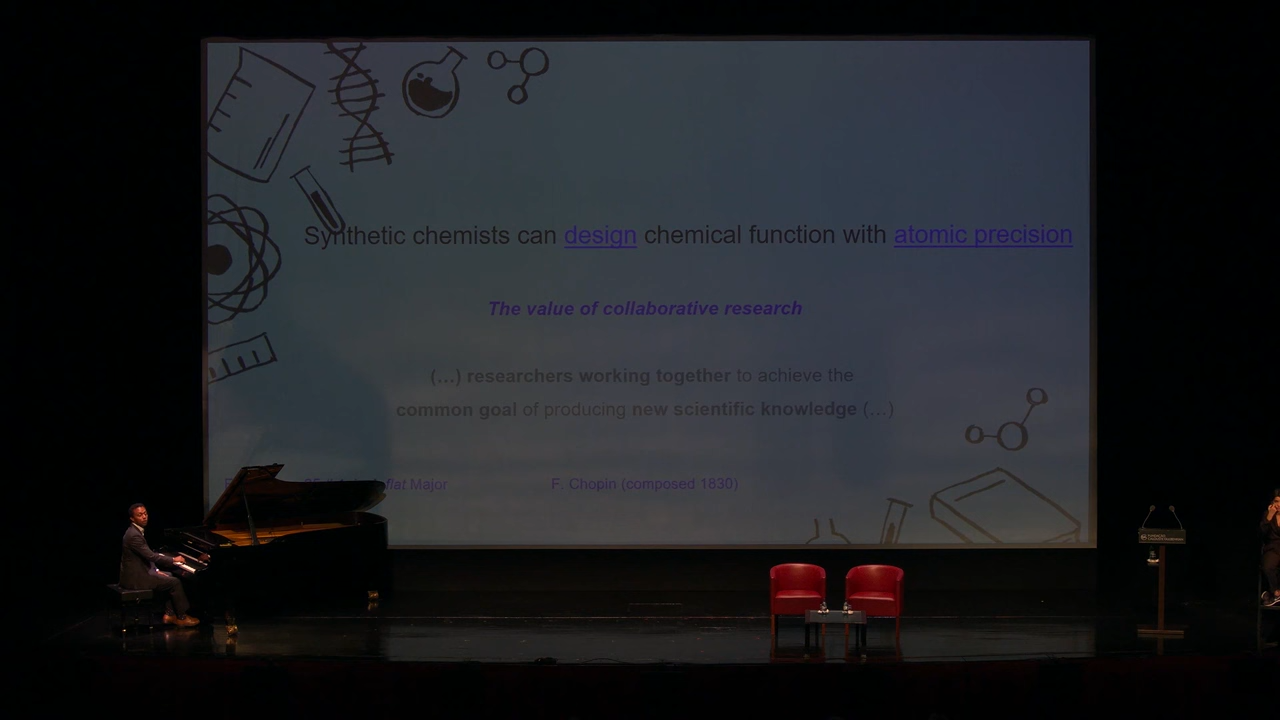 Synthetic chemists can design chemical function with atomic precision
The value of collaborative research
(…) researchers working together to achieve the
common goal of producing new scientific knowledge (…)
flat Major
F. Chopin (composed 1830)